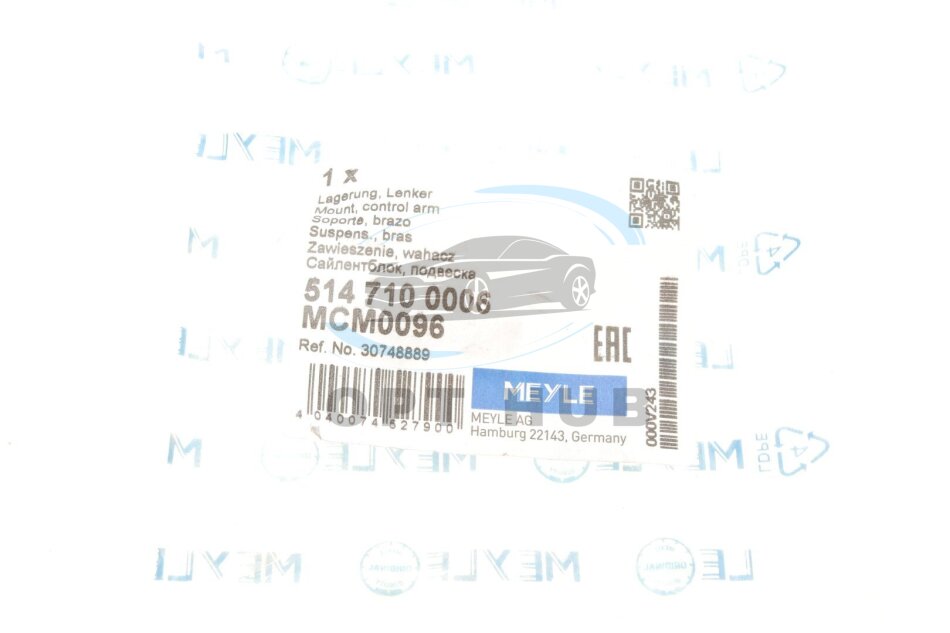 1 x
Lagerung, Lenker
Mount, control arm
Soporte, brazo
Suspens., bras
Zawieszenie, wahacz
Сайлентблок, подвеска
514 710 0006
MCM0096
Ref. No. 30748889
EAC
MEYLE
OPT HUB
4 040074 627900
MEYLE AG
Hamburg 22143, Germany
000V243
LDPE